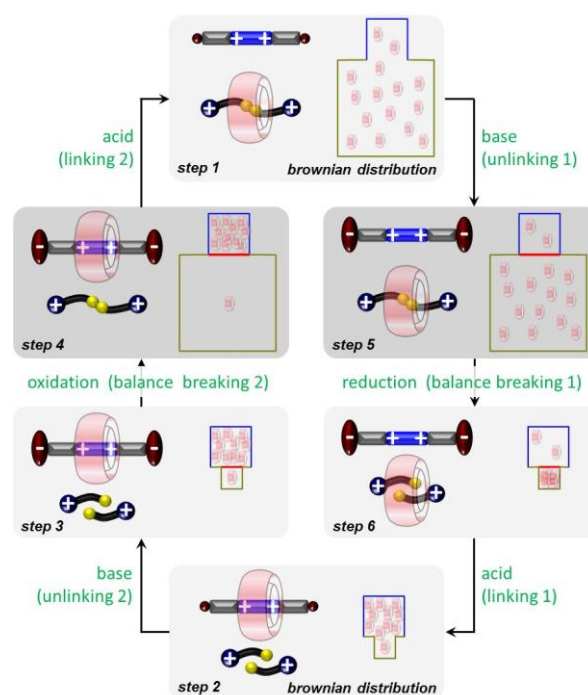 acid
(linking 2)
step 1
brownian distribution
base
(unlinking 1)
step 4
step 5
oxidation (balance breaking 2)
reduction (balance breaking 1)
step 3
step 6
base
(unlinking 2)
acid
(linking 1)
step 2
brownian distribution